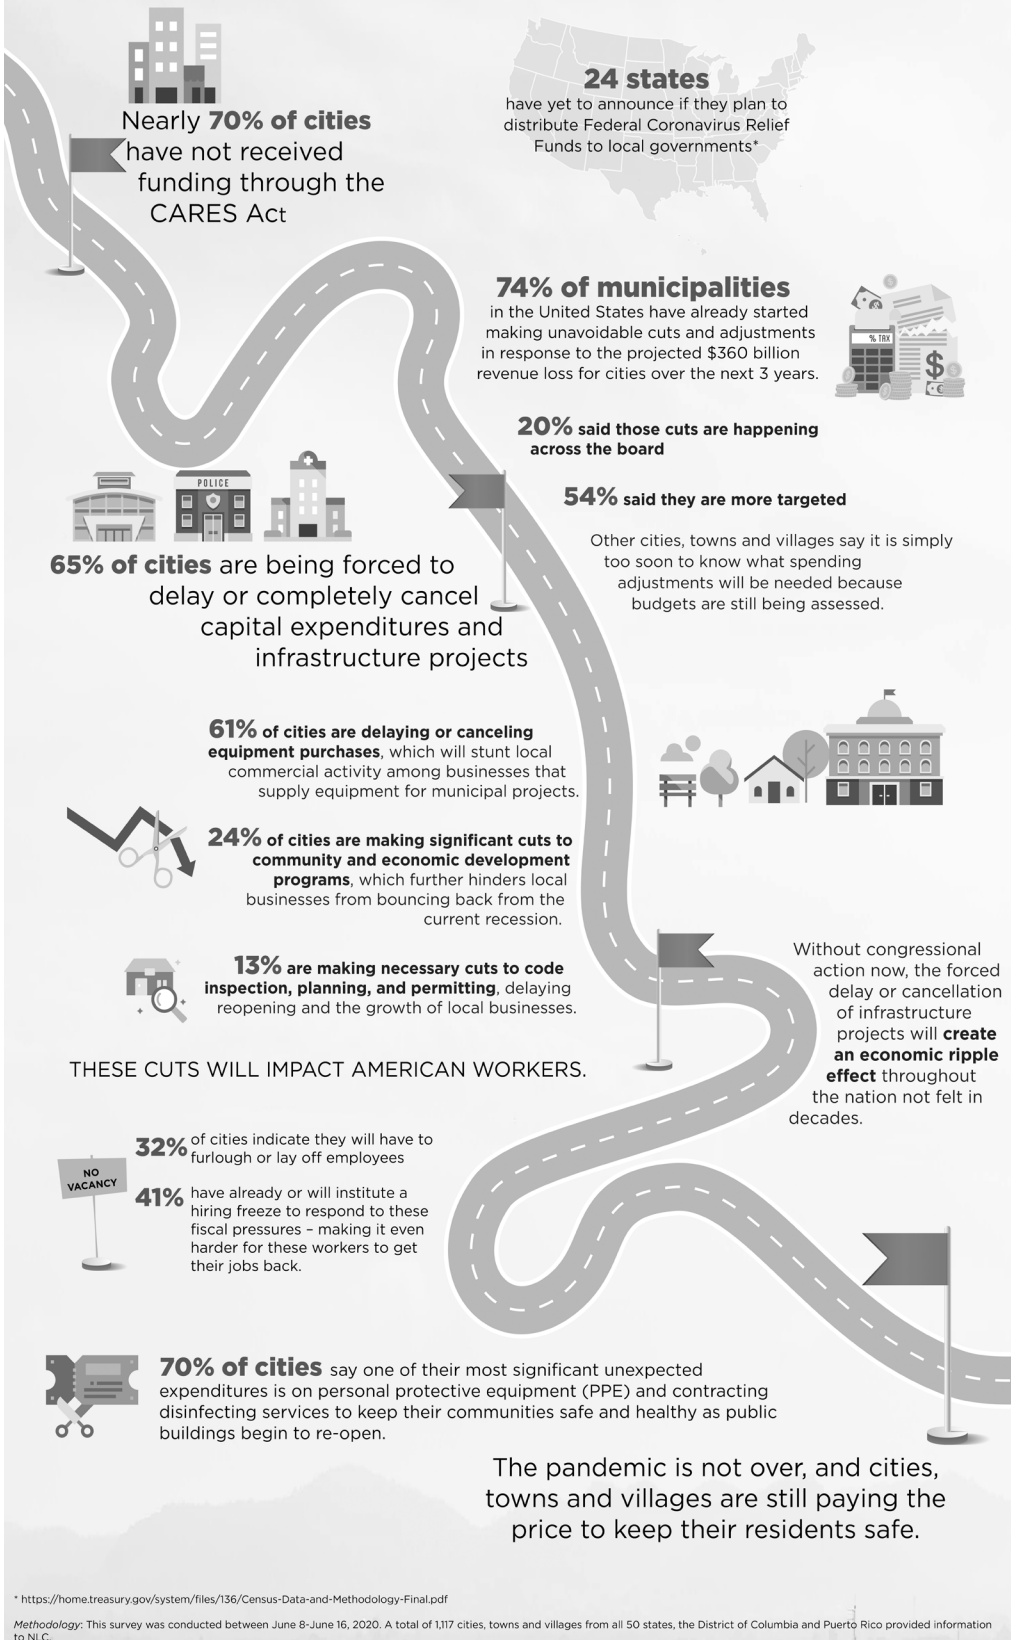 Nearly 70% of cities
have not received
funding through the
CARES Act
24 states
have yet to announce if they plan to
distribute Federal Coronavirus Relief
Funds to local governments*
74% of municipalities
in the United States have already started
making unavoidable cuts and adjustments
in response to the projected $360 billion
revenue loss for cities over the next 3 years.
% TAX
$
20% said those cuts are happening
across the board
54% said they are more targeted
Other cities, towns and villages say it is simply
too soon to know what spending
adjustments will be needed because
budgets are still being assessed.
POLICE
65% of cities are being forced to
delay or completely cancel
capital expenditures and
infrastructure projects
61% of cities are delaying or canceling
equipment purchases, which will stunt local
commercial activity among businesses that
supply equipment for municipal projects.
24% of cities are making significant cuts to
community and economic development
programs, which further hinders local
businesses from bouncing back from the
current recession.
13% are making necessary cuts to code
inspection, planning, and permitting, delaying
reopening and the growth of local businesses.
Without congressional
action now, the forced
delay or cancellation
of infrastructure
projects will create
an economic ripple
effect throughout
the nation not felt in
decades.
THESE CUTS WILL IMPACT AMERICAN WORKERS.
32% of cities indicate they will have to
furlough or lay off employees
NO
VACANCY
41% have already or will institute a
hiring freeze to respond to these
fiscal pressures – making it even
harder for these workers to get
their jobs back.
70% of cities say one of their most significant unexpected
expenditures is on personal protective equipment (PPE) and contracting
disinfecting services to keep their communities safe and healthy as public
buildings begin to re-open.
The pandemic is not over, and cities,
towns and villages are still paying the
price to keep their residents safe.
* https://home.treasury.gov/system/files/136/Census-Data-and-Methodology-Final.pdf
Methodology: This survey was conducted between June 8-June 16, 2020. A total of 1,117 cities, towns and villages from all 50 states, the District of Columbia and Puerto Rico provided information
to NLC.